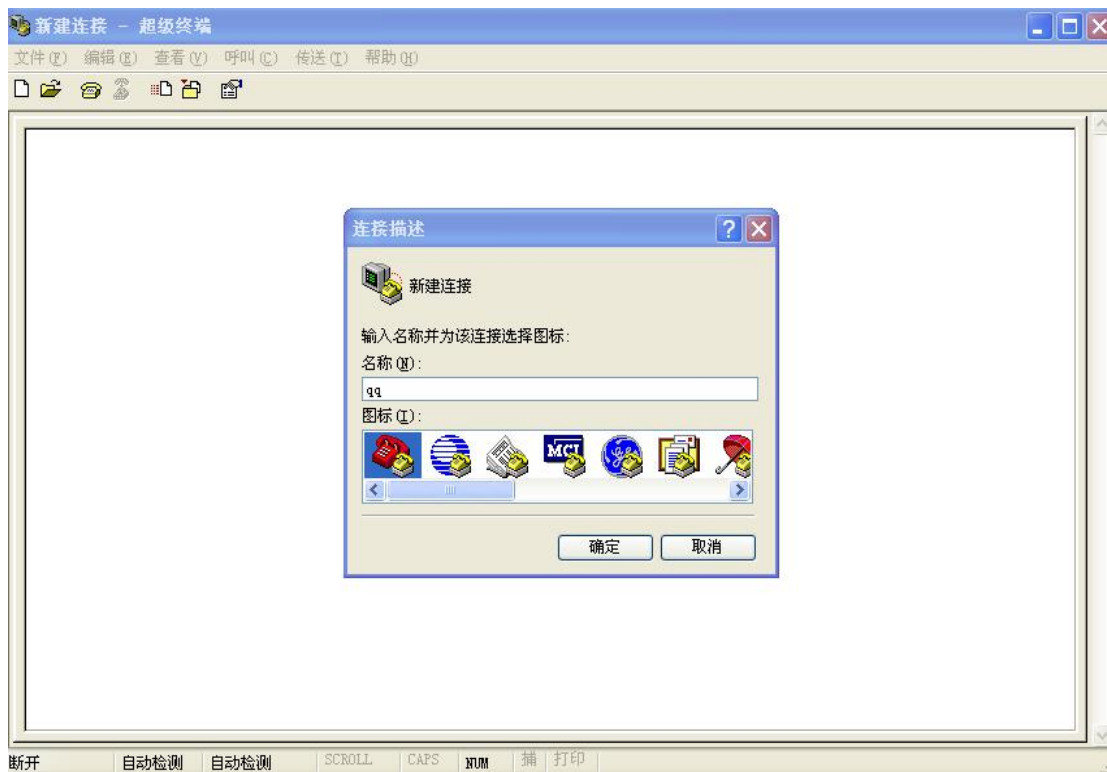 新建连接 - 超级终端
文件(F) 编辑(E) 查看(V) 呼叫(C) 传送(T) 帮助(H)
连接描述
新建连接
输入名称并为该连接选择图标:
名称(N):
qq
图标(I):
MCI
确定 取消
断开 自动检测 自动检测 SCROLL CAPS NUM 捕 打印